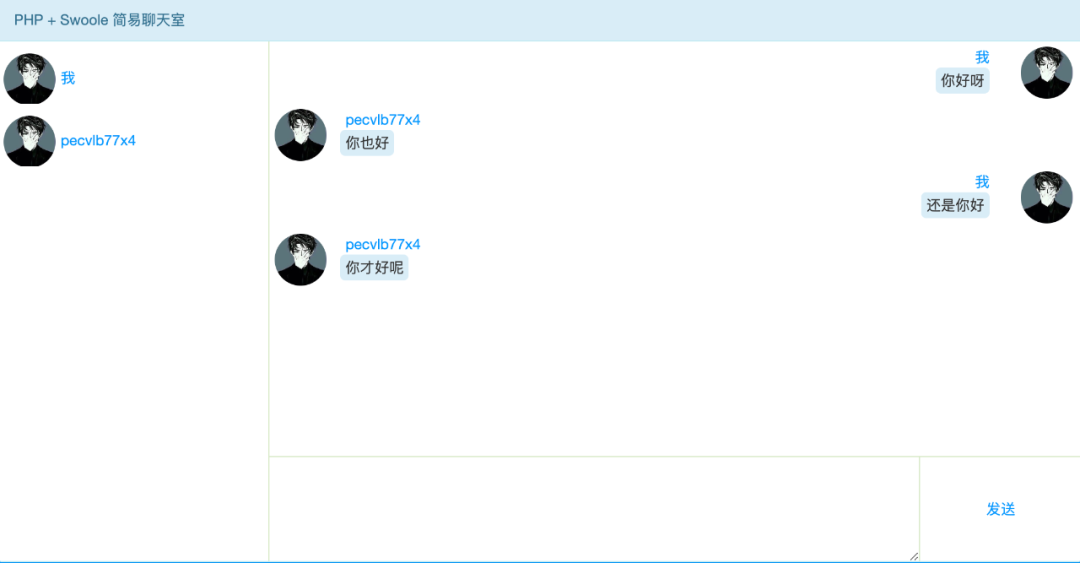 PHP + Swoole 简易聊天室
我
pecvlb77x4
我
你好呀
pecvlb77x4
你也好
我
还是你好
pecvlb77x4
你才好呢
发送